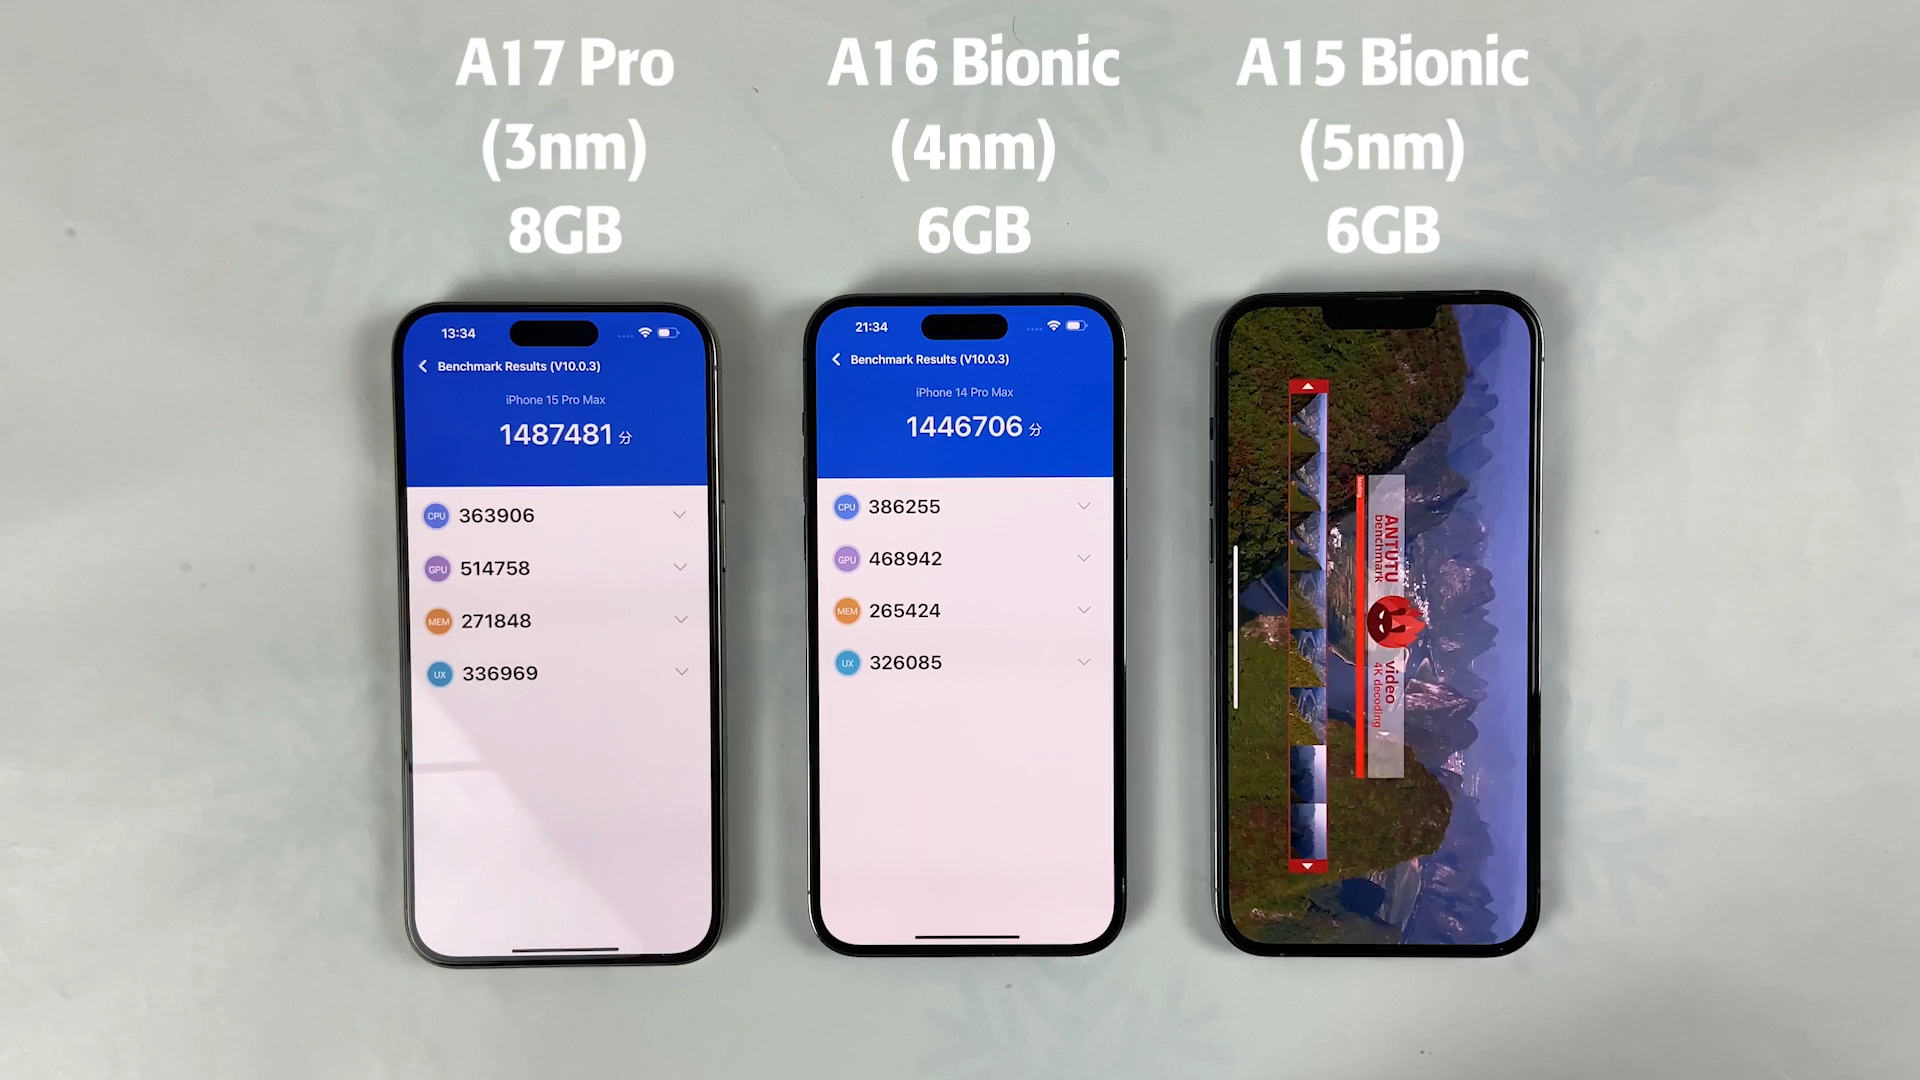 A17 Pro
(3nm)
8GB
A16 Bionic
(4nm)
6GB
A15 Bionic
(5nm)
6GB
13:34
Benchmark Results (V10.0.3)
iPhone 15 Pro Max
1487481 分
CPU 363906
GPU 514758
MEM 271848
UX 336969
21:34
Benchmark Results (V10.0.3)
iPhone 14 Pro Max
1446706 分
CPU 386255
GPU 468942
MEM 265424
UX 326085
ANTUTU
benchmark
video
4K decoding
loading